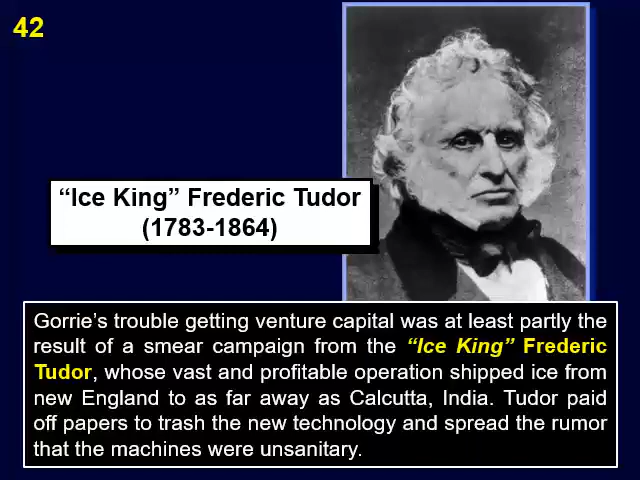 42
“Ice King” Frederic Tudor
(1783-1864)
Gorrie’s trouble getting venture capital was at least partly the
result of a smear campaign from the “Ice King” Frederic
Tudor, whose vast and profitable operation shipped ice from
new England to as far away as Calcutta, India. Tudor paid
off papers to trash the new technology and spread the rumor
that the machines were unsanitary.